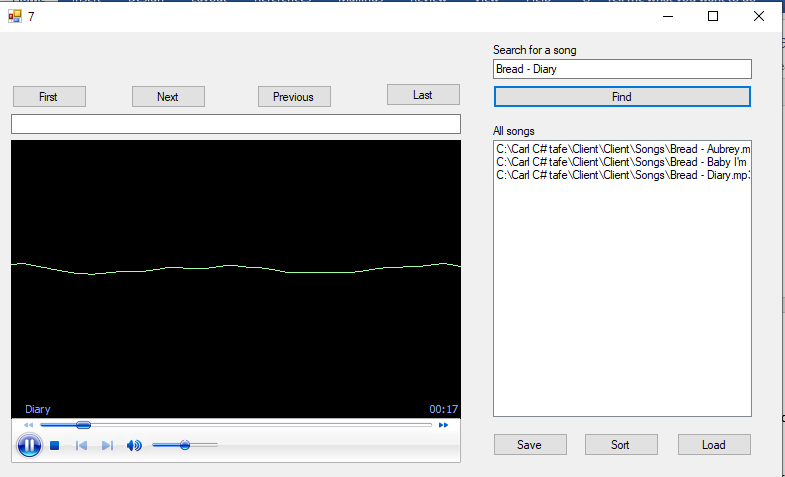 7
Search for a song
Bread - Diary
First
Next
Previous
Last
Find
All songs
C:\Carl C# tafe\Client\Client\Songs\Bread - Aubrey.m
C:\Carl C# tafe\Client\Client\Songs\Bread - Baby I'm
C:\Carl C# tafe\Client\Client\Songs\Bread - Diary.mp3
Diary
00:17
Save
Sort
Load